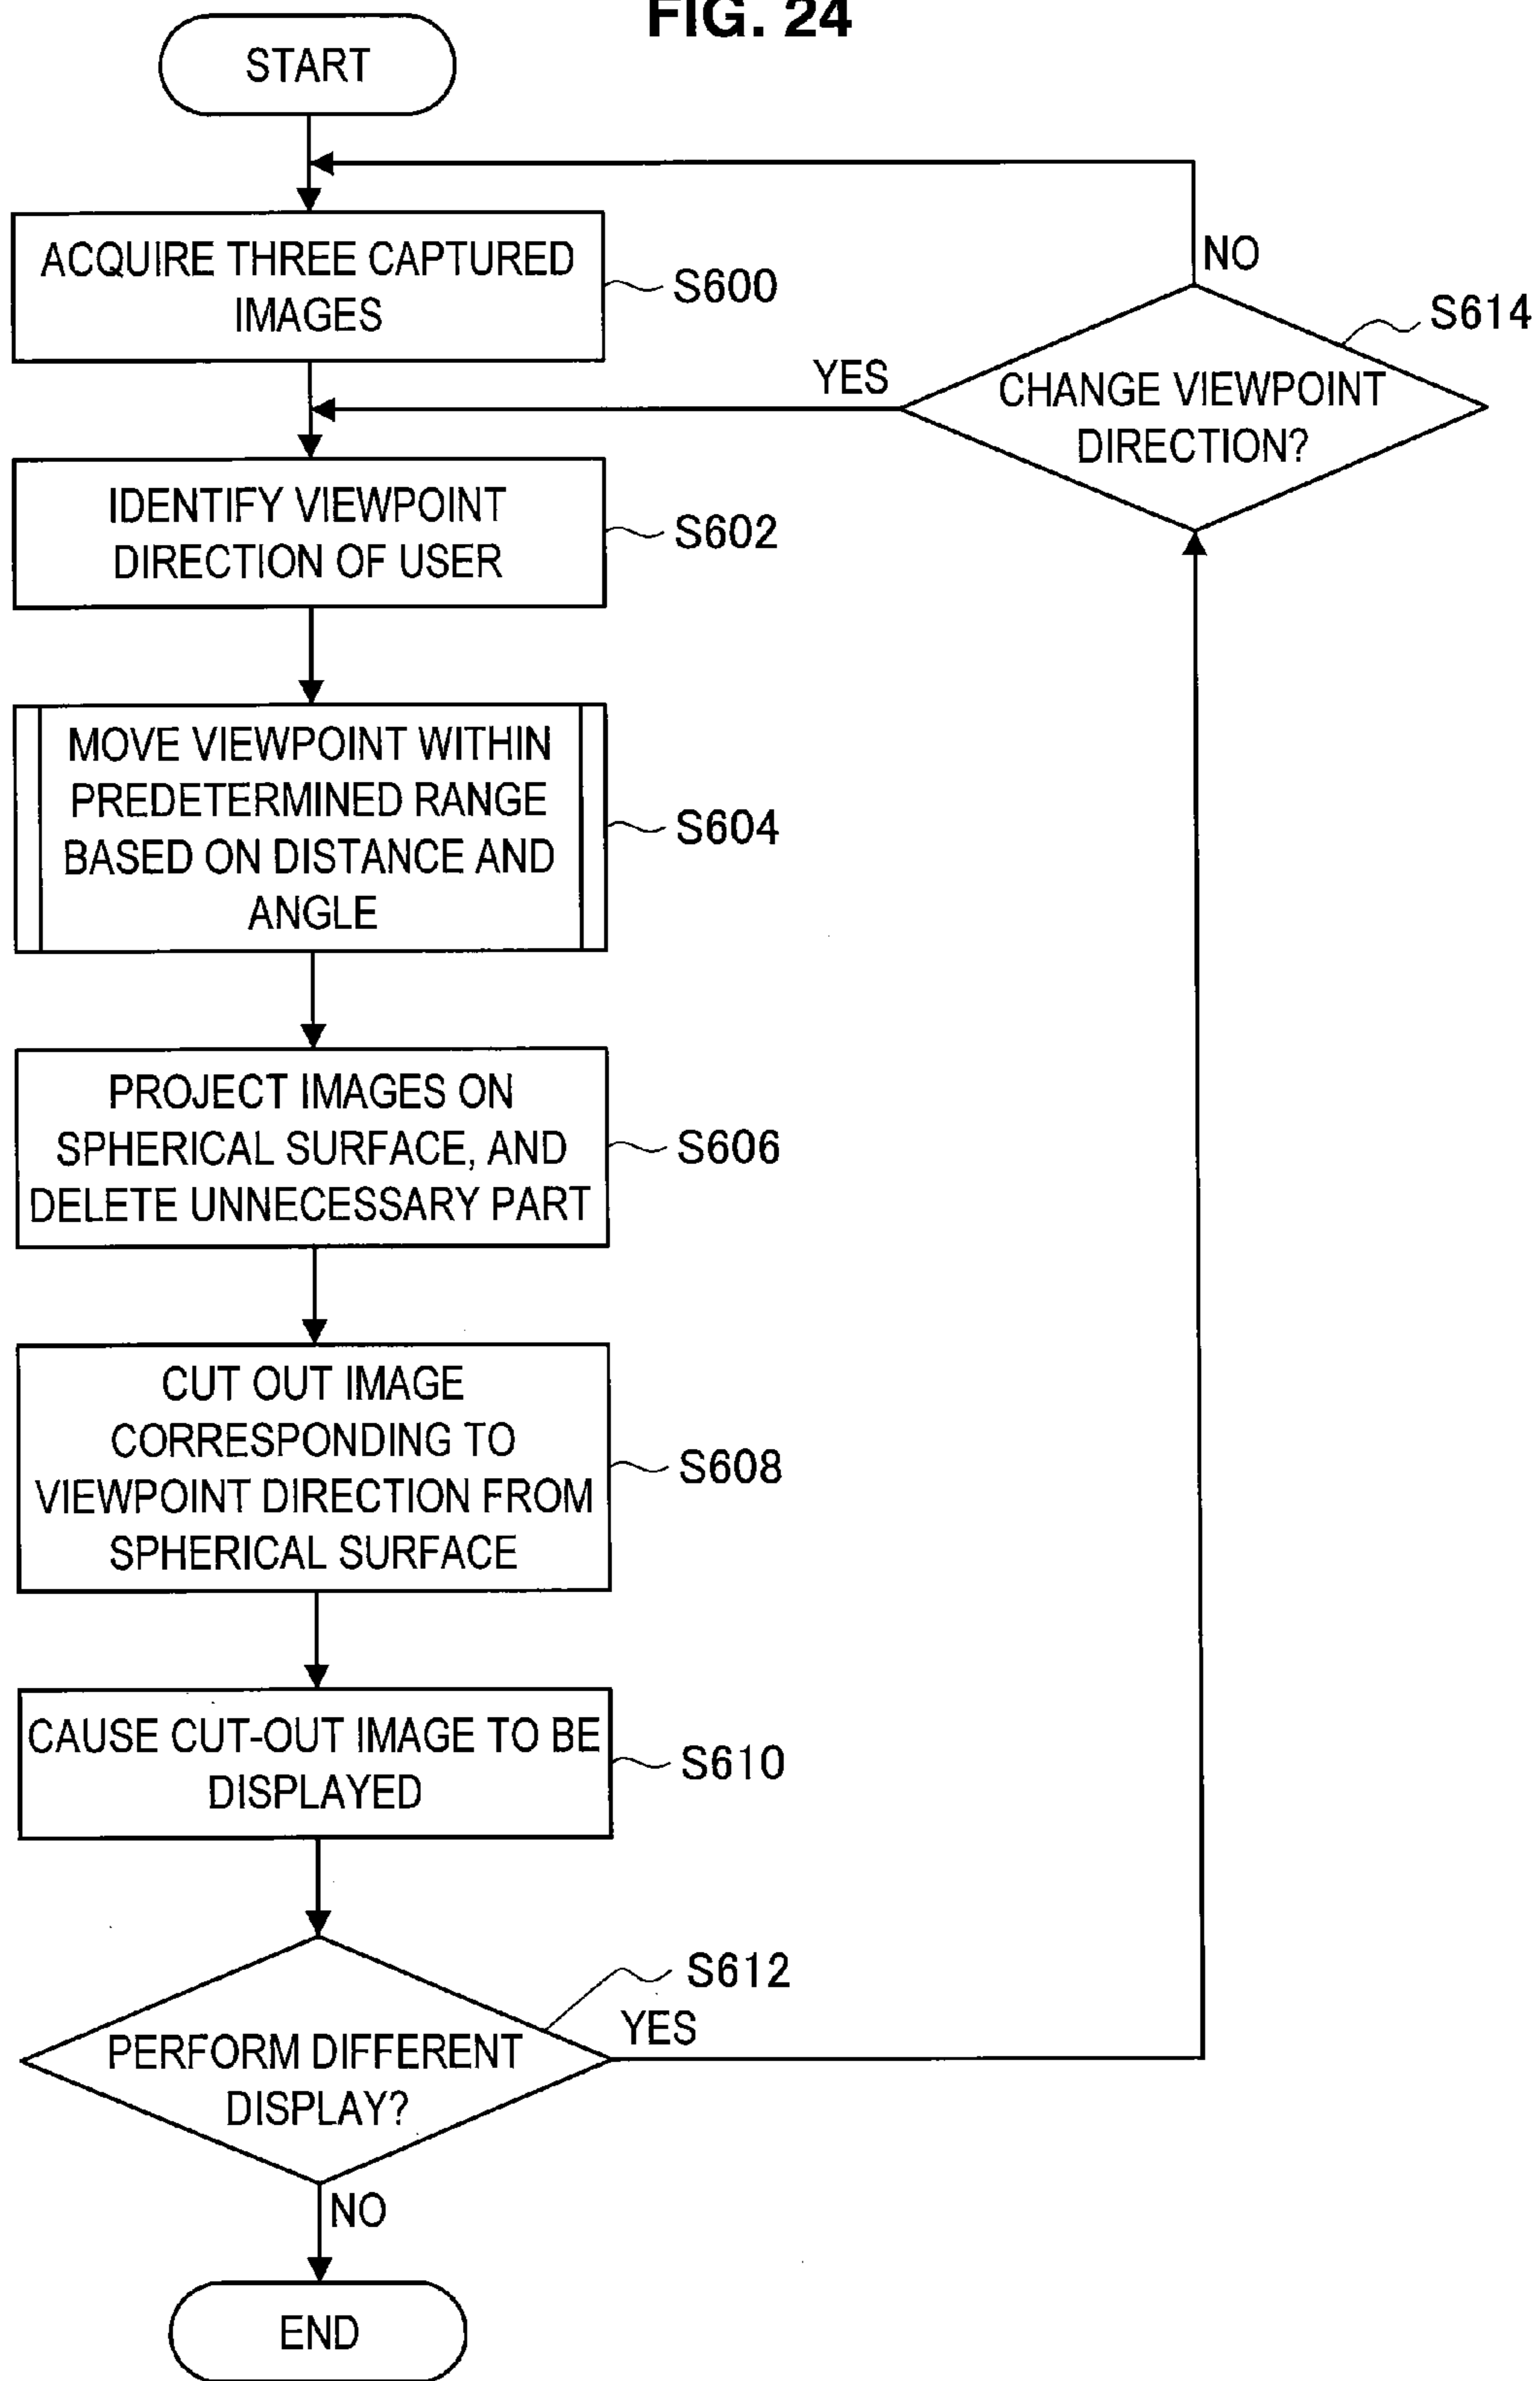 FIG. 24
START
ACQUIRE THREE CAPTURED
IMAGES
S600
NO
S614
YES
CHANGE VIEWPOINT
DIRECTION?
IDENTIFY VIEWPOINT
DIRECTION OF USER
S602
MOVE VIEWPOINT WITHIN
PREDETERMINED RANGE
BASED ON DISTANCE AND
ANGLE
S604
PROJECT IMAGES ON
SPHERICAL SURFACE, AND
DELETE UNNECESSARY PART
S606
CUT OUT IMAGE
CORRESPONDING TO
VIEWPOINT DIRECTION FROM
SPHERICAL SURFACE
S608
CAUSE CUT-OUT IMAGE TO BE
DISPLAYED
S610
S612
YES
PERFORM DIFFERENT
DISPLAY?
NO
END